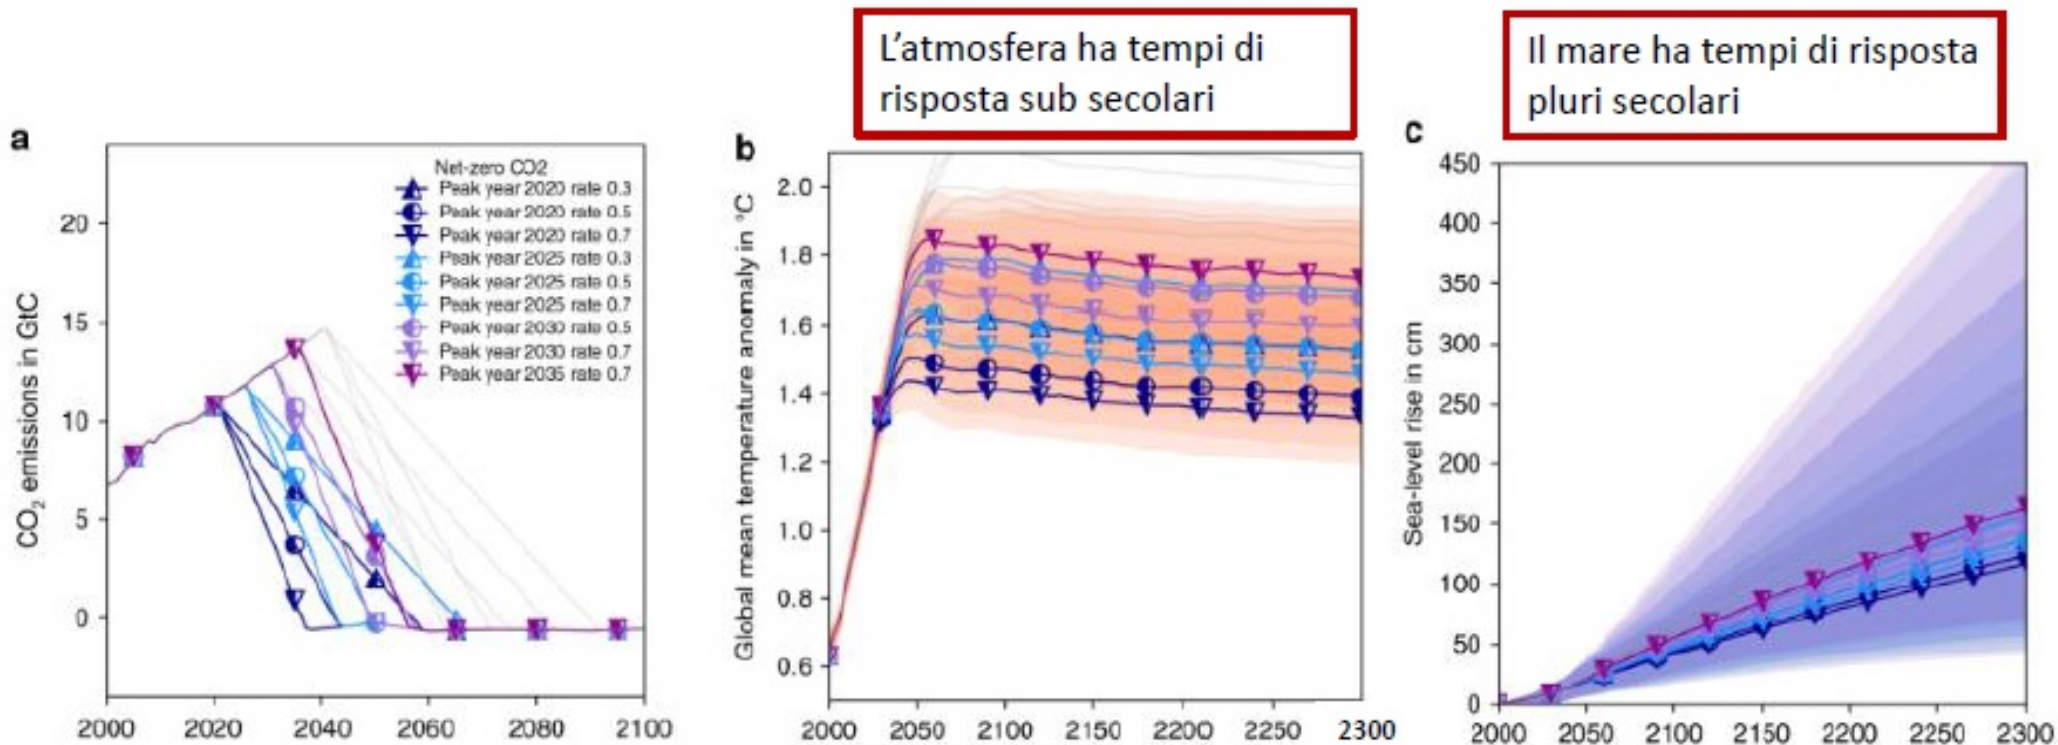 L'atmosfera ha tempi di
risposta sub secolari
Il mare ha tempi di risposta
pluri secolari
a
CO2 emissions in GtC
20
15
10
5
0
Net-zero CO2
Peak year 2020 rate 0.3
Peak year 2020 rate 0.5
Peak year 2020 rate 0.7
Peak year 2025 rate 0.3
Peak year 2025 rate 0.5
Peak year 2025 rate 0.7
Peak year 2030 rate 0.5
Peak year 2030 rate 0.7
Peak year 2035 rate 0.7
2000 2020 2040 2060 2080 2100
b
Global mean temperature anomaly in °C
2.0
1.8
1.6
1.4
1.2
1.0
0.8
0.6
2000 2050 2100 2150 2200 2250 2300
c
Sea-level rise in cm
450
400
350
300
250
200
150
100
50
0
2000 2050 2100 2150 2200 2250 2300